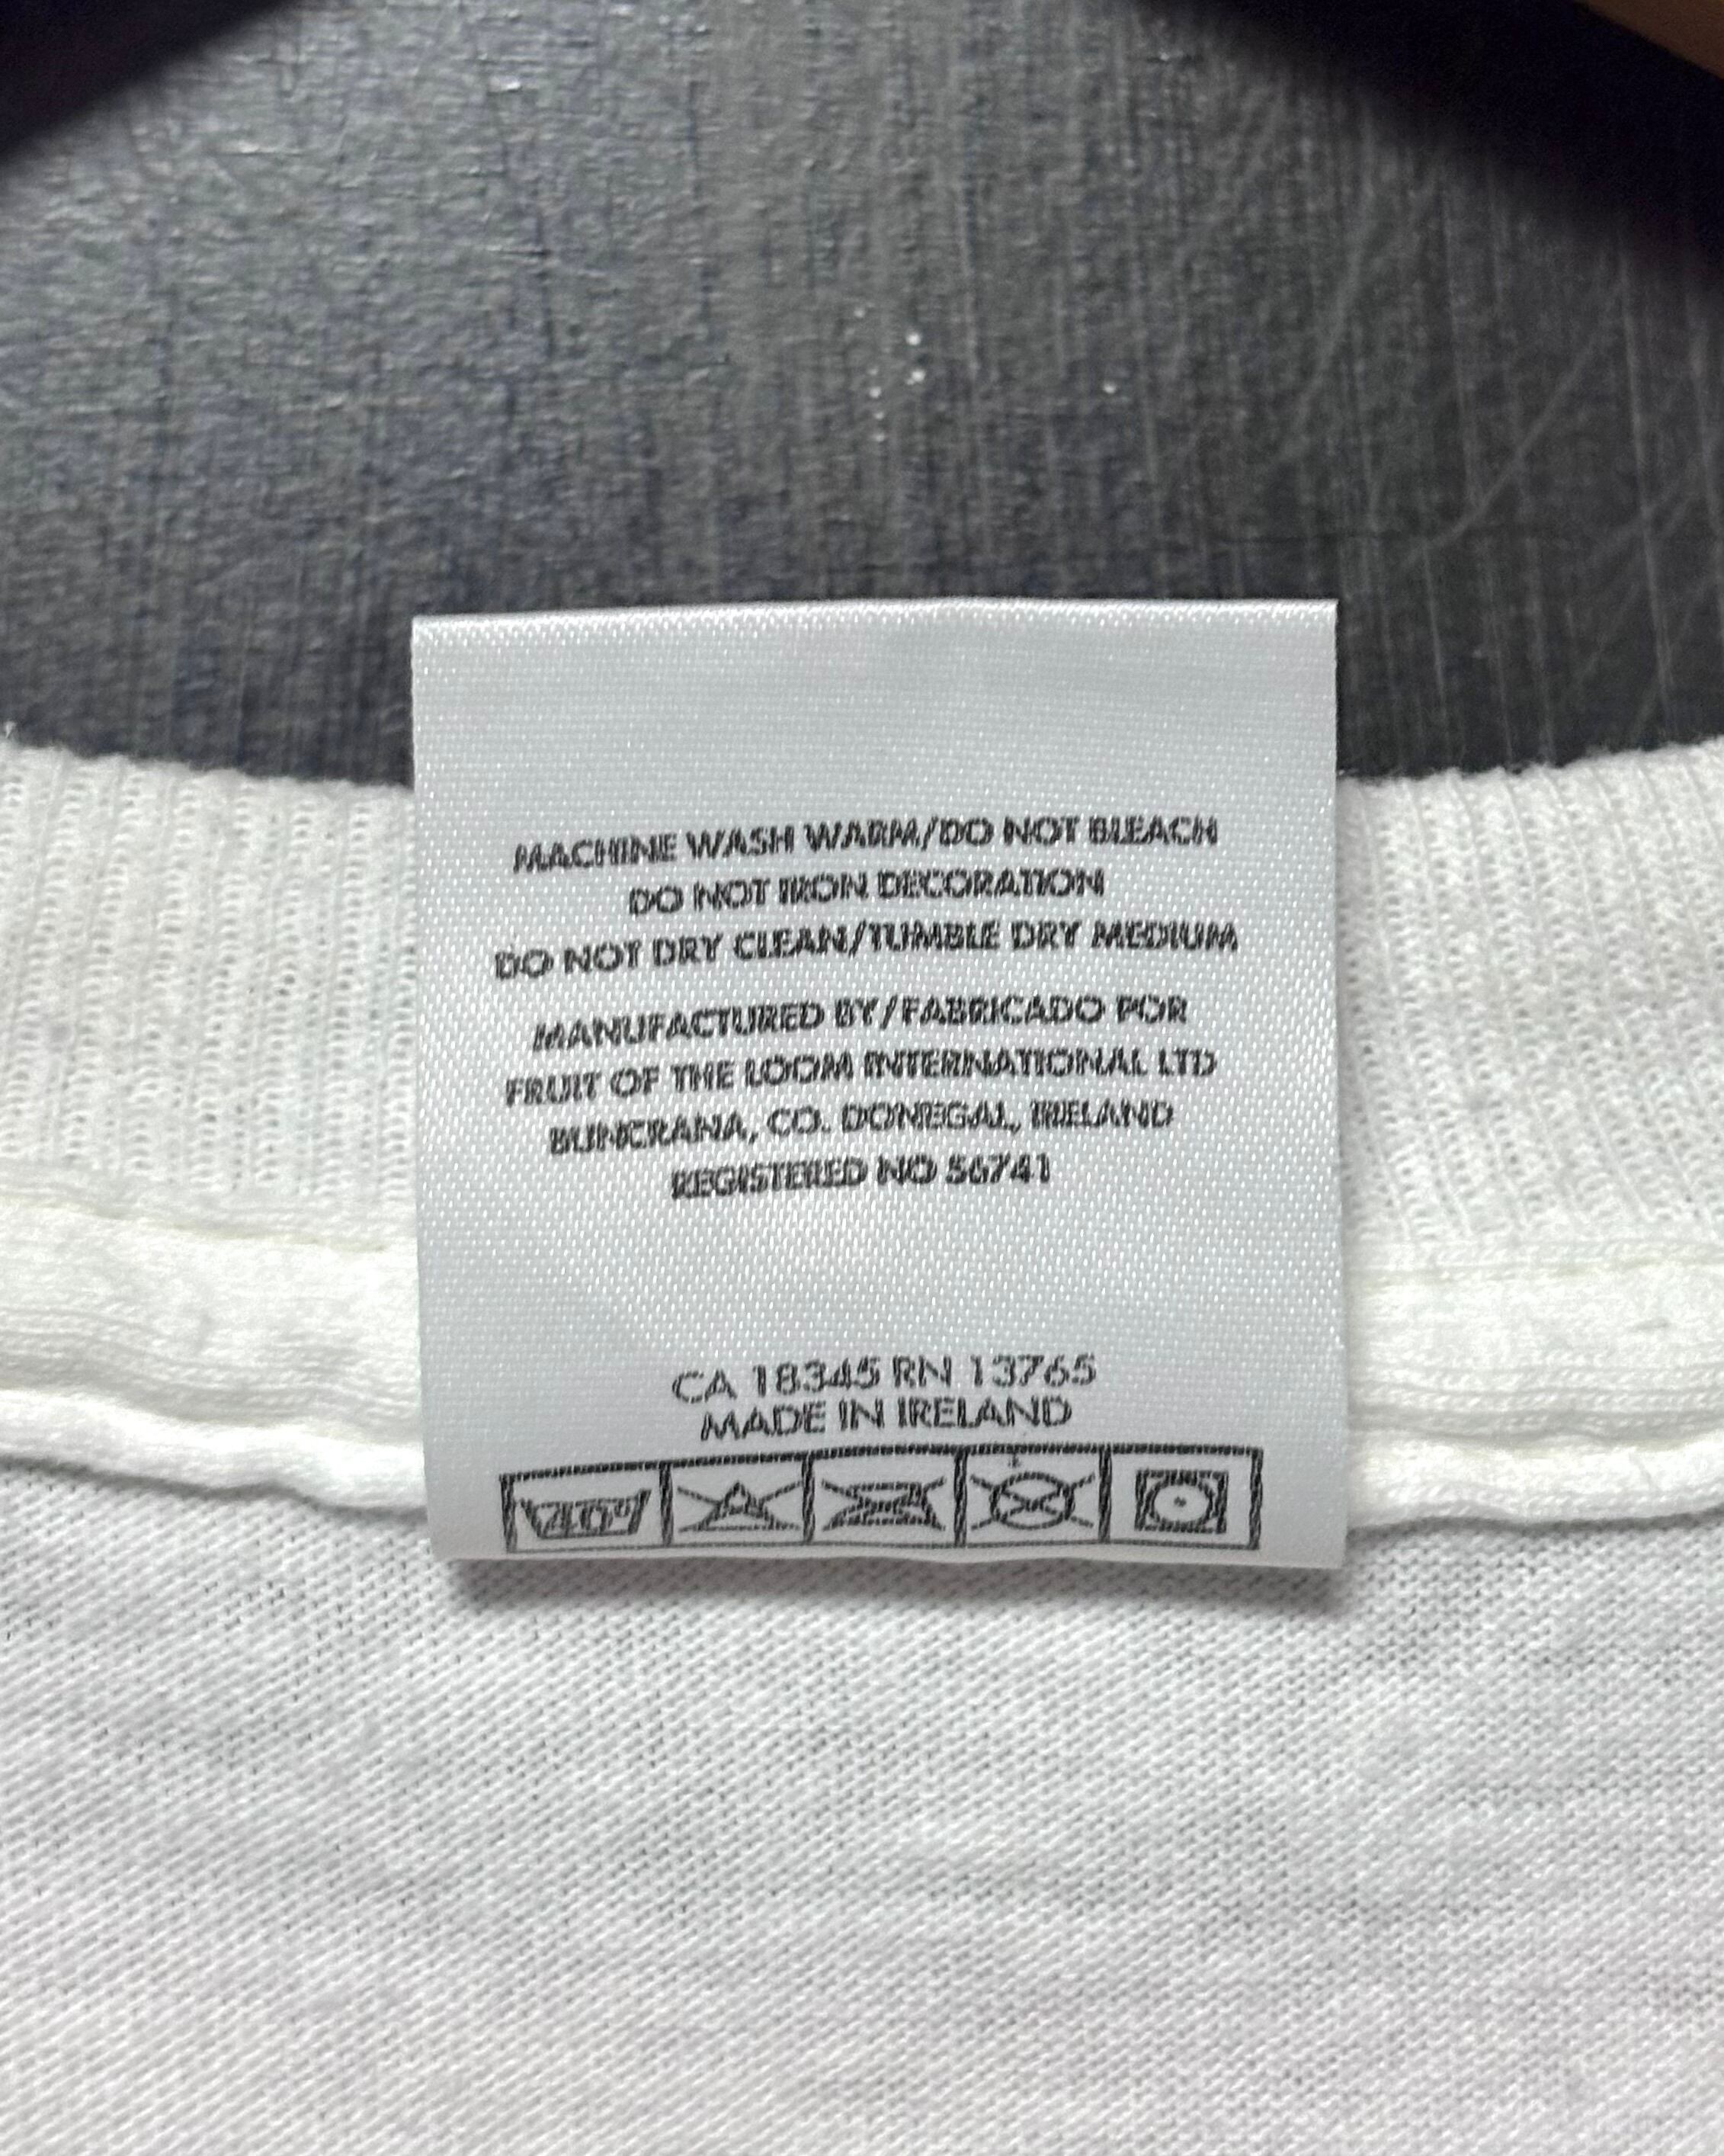 MACHINE WASH WARM/DO NOT BLEACH
DO NOT IRON DECORATION
DO NOT DRY CLEAN/TUMBLE DRY MEDIUM
MANUFACTURED BY/FABRICADO POR
FRUIT OF THE LOOM INTERNATIONAL LTD
BUNCRANA, CO. DONEGAL, IRELAND
REGISTERED NO 56741
CA 18345 RN 13765
MADE IN IRELAND
40°